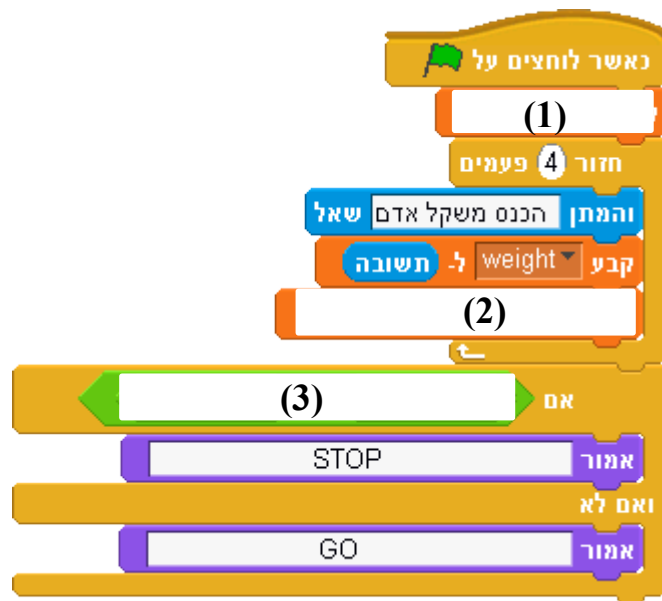 כאשר לוחצים על
(1)
חזור 4 פעמים
שאל הכנס משקל אדם והמתן
קבע weight ל- תשובה
(2)
אם (3)
אמור STOP
ואם לא
אמור GO